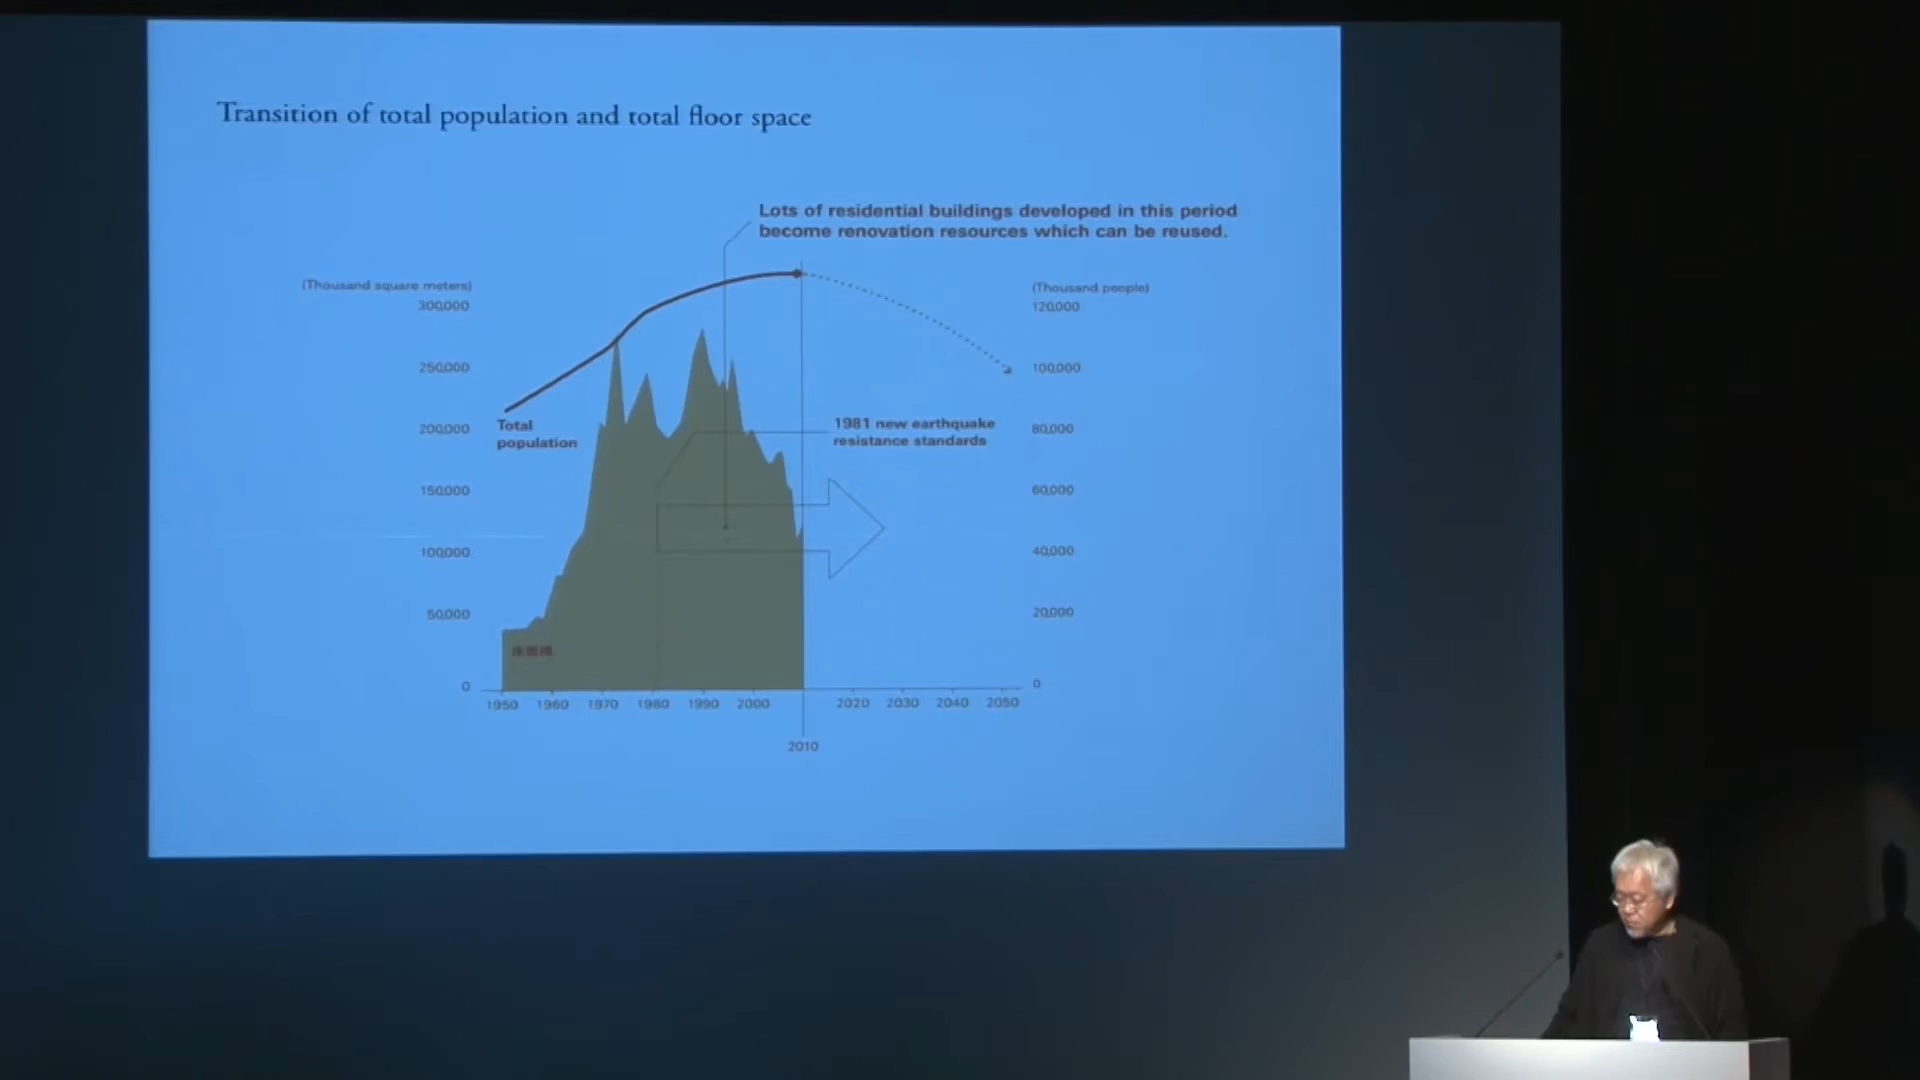 Transition of total population and total floor space
Lots of residential buildings developed in this period
become renovation resources which can be reused.
(Thousand square meters)
300,000
250,000
200,000
150,000
100,000
50,000
0
(Thousand people)
120,000
100,000
80,000
60,000
40,000
20,000
0
Total
population
1981 new earthquake
resistance standards
1950 1960 1970 1980 1990 2000 2020 2030 2040 2050
2010